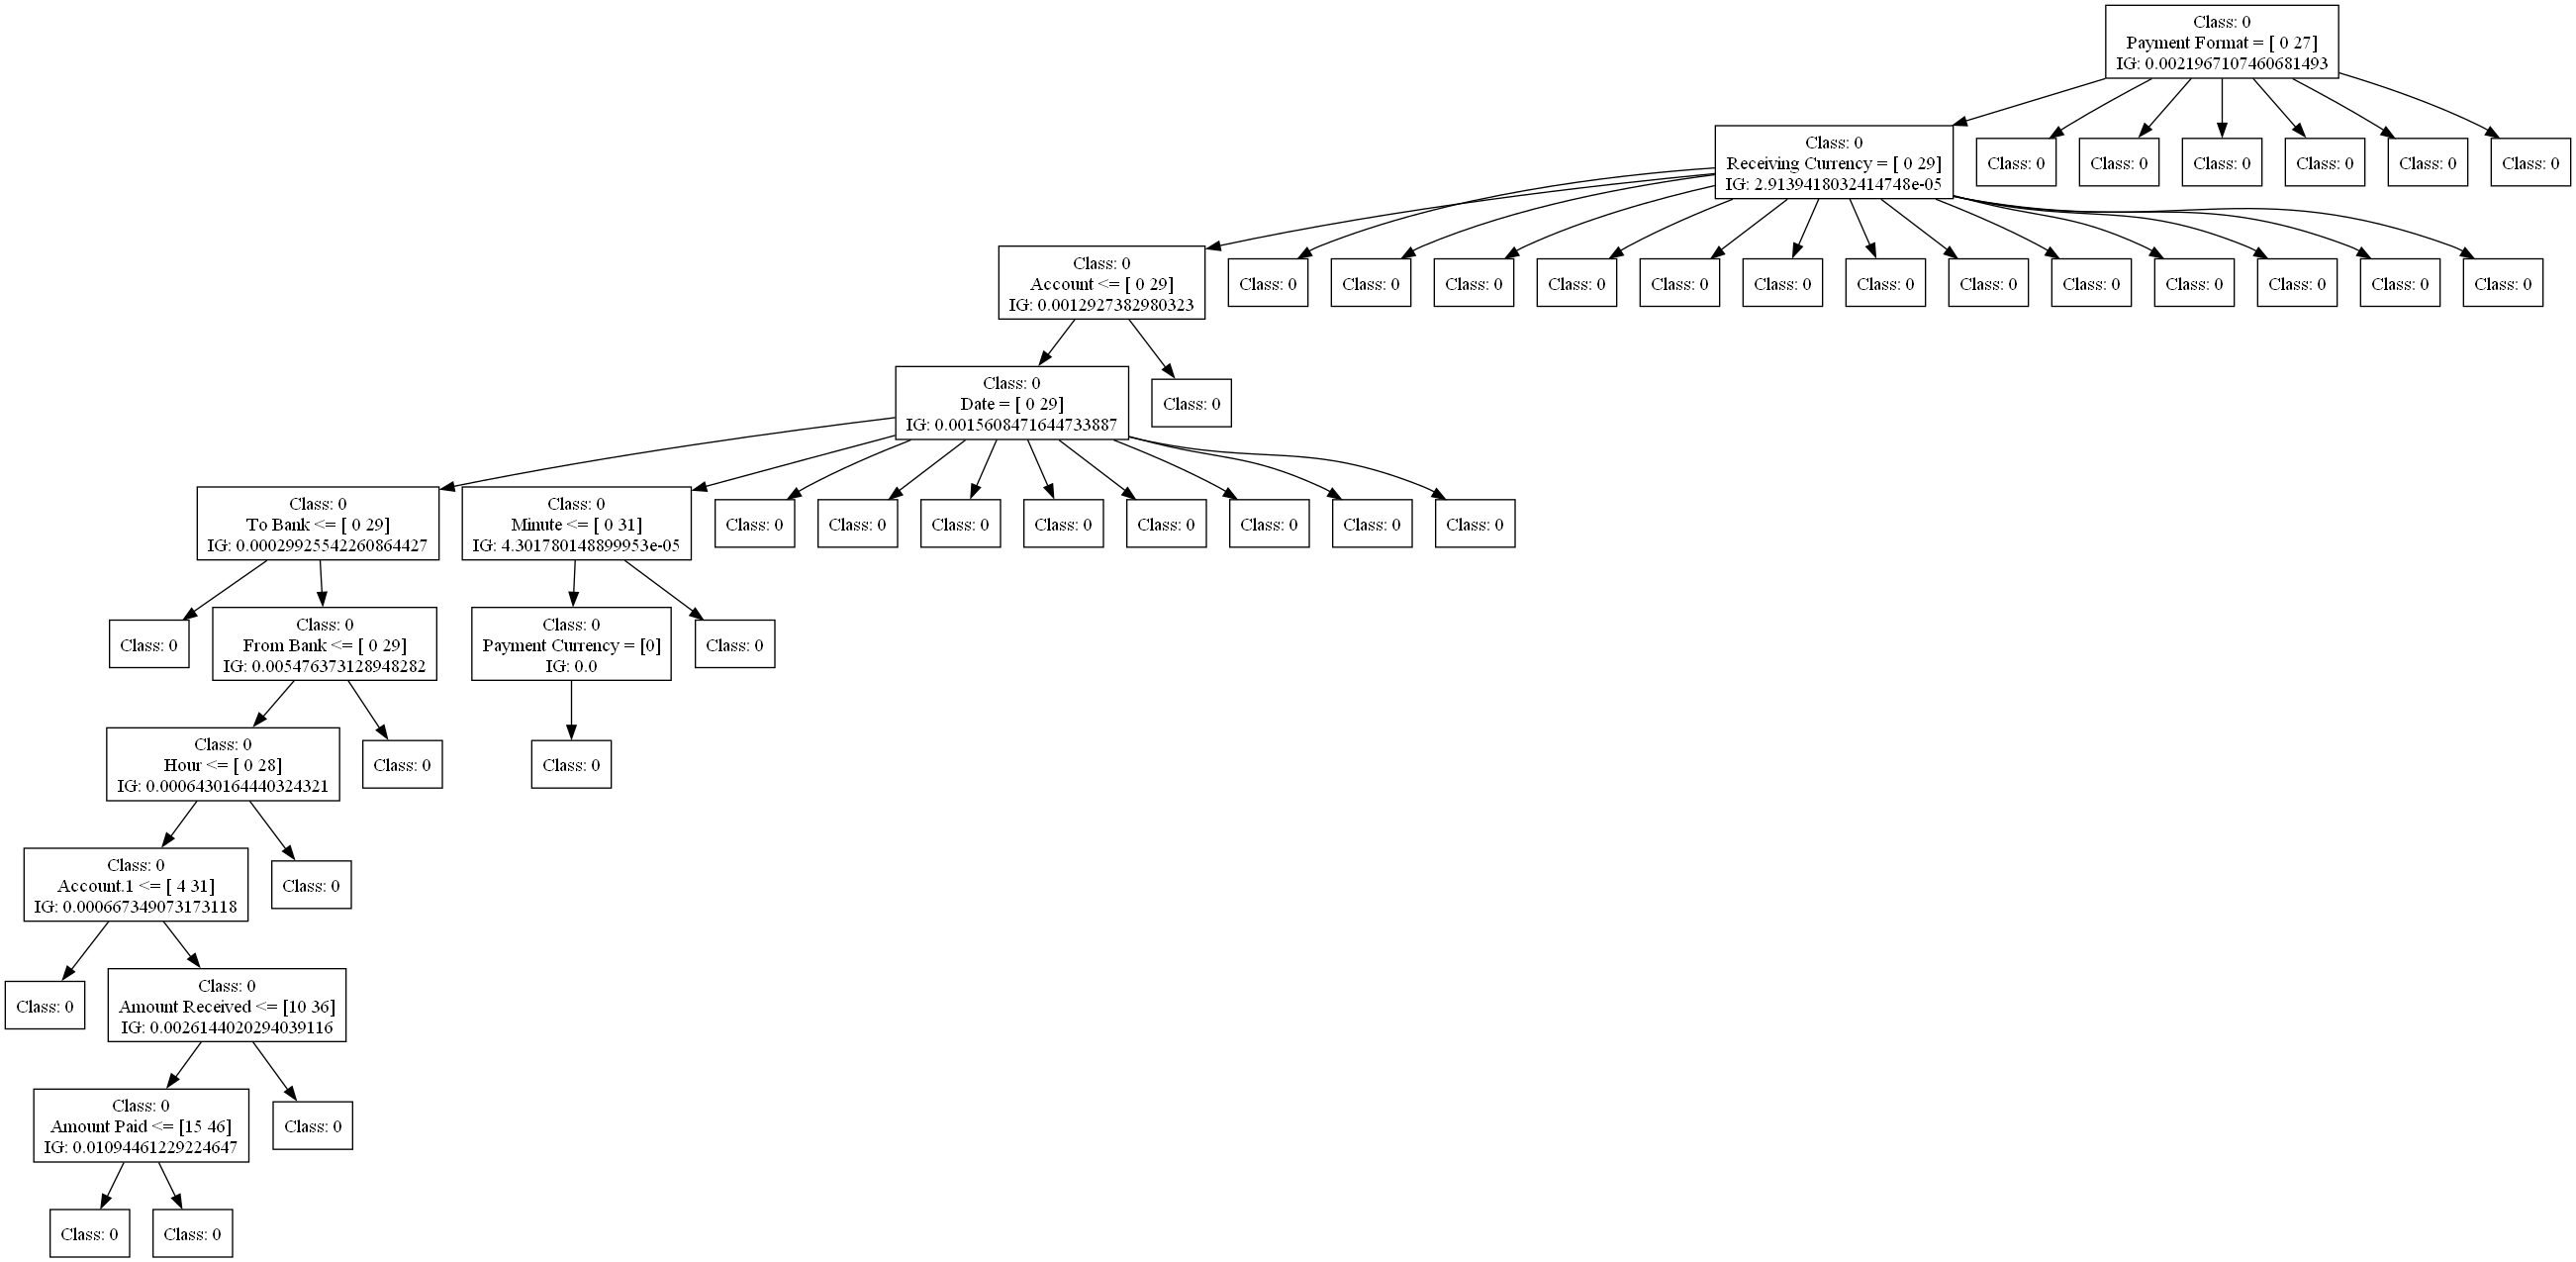 Class: 0
Payment Format = [ 0 27]
IG: 0.0021967107460681493
Class: 0
Receiving Currency = [ 0 29]
IG: 2.9139418032414748e-05
Class: 0
Class: 0
Class: 0
Class: 0
Class: 0
Class: 0
Class: 0
Account <= [ 0 29]
IG: 0.0012927382980323
Class: 0
Class: 0
Class: 0
Class: 0
Class: 0
Class: 0
Class: 0
Class: 0
Class: 0
Class: 0
Class: 0
Class: 0
Class: 0
Class: 0
Date = [ 0 29]
IG: 0.0015608471644733887
Class: 0
Class: 0
To Bank <= [ 0 29]
IG: 0.00029925542260864427
Class: 0
Minute <= [ 0 31]
IG: 4.301780148899953e-05
Class: 0
Class: 0
Class: 0
Class: 0
Class: 0
Class: 0
Class: 0
Class: 0
Class: 0
Class: 0
From Bank <= [ 0 29]
IG: 0.005476373128948282
Class: 0
Payment Currency = [0]
IG: 0.0
Class: 0
Class: 0
Hour <= [ 0 28]
IG: 0.0006430164440324321
Class: 0
Class: 0
Class: 0
Account.1 <= [ 4 31]
IG: 0.000667349073173118
Class: 0
Class: 0
Class: 0
Amount Received <= [10 36]
IG: 0.0026144020294039116
Class: 0
Amount Paid <= [15 46]
IG: 0.01094461229224647
Class: 0
Class: 0
Class: 0